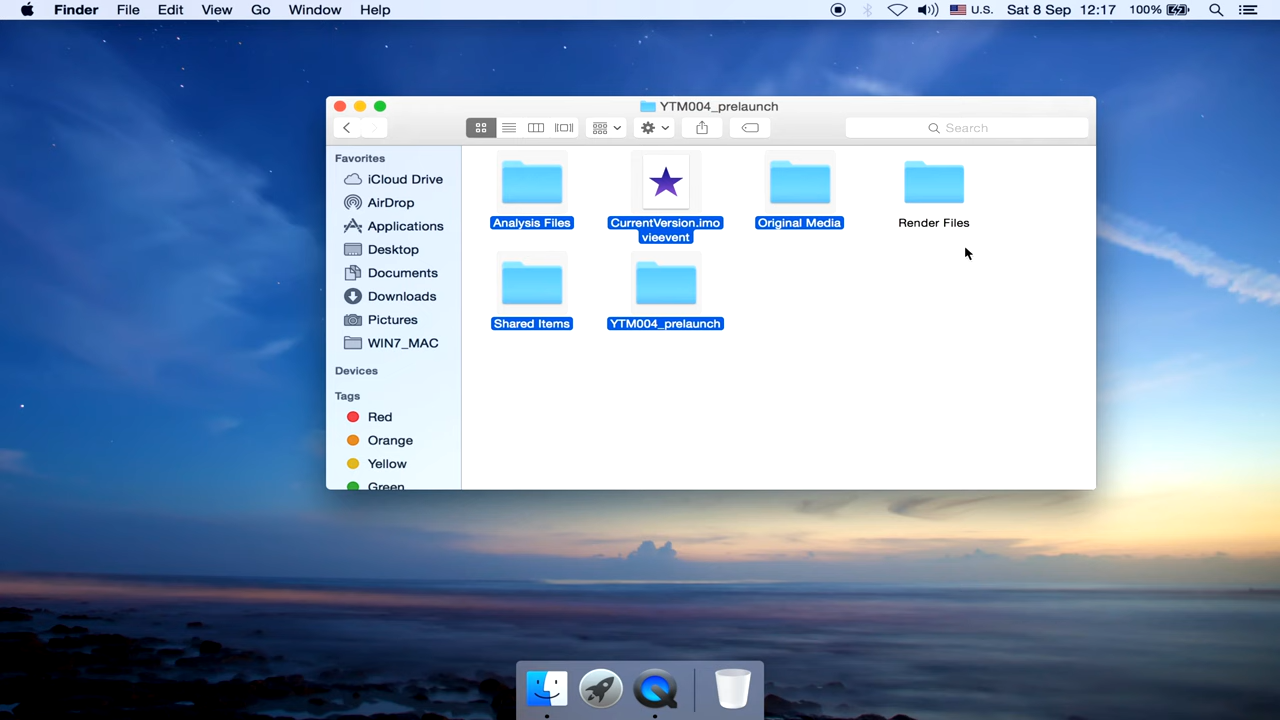 Finder File Edit View Go Window Help U.S. Sat 8 Sep 12:17 100%
YTM004_prelaunch
Search
Favorites
iCloud Drive
AirDrop
Applications
Desktop
Documents
Downloads
Pictures
WIN7_MAC
Devices
Tags
Red
Orange
Yellow
Green
Analysis Files
CurrentVersion.imo
vieevent
Original Media
Render Files
Shared Items
YTM004_prelaunch